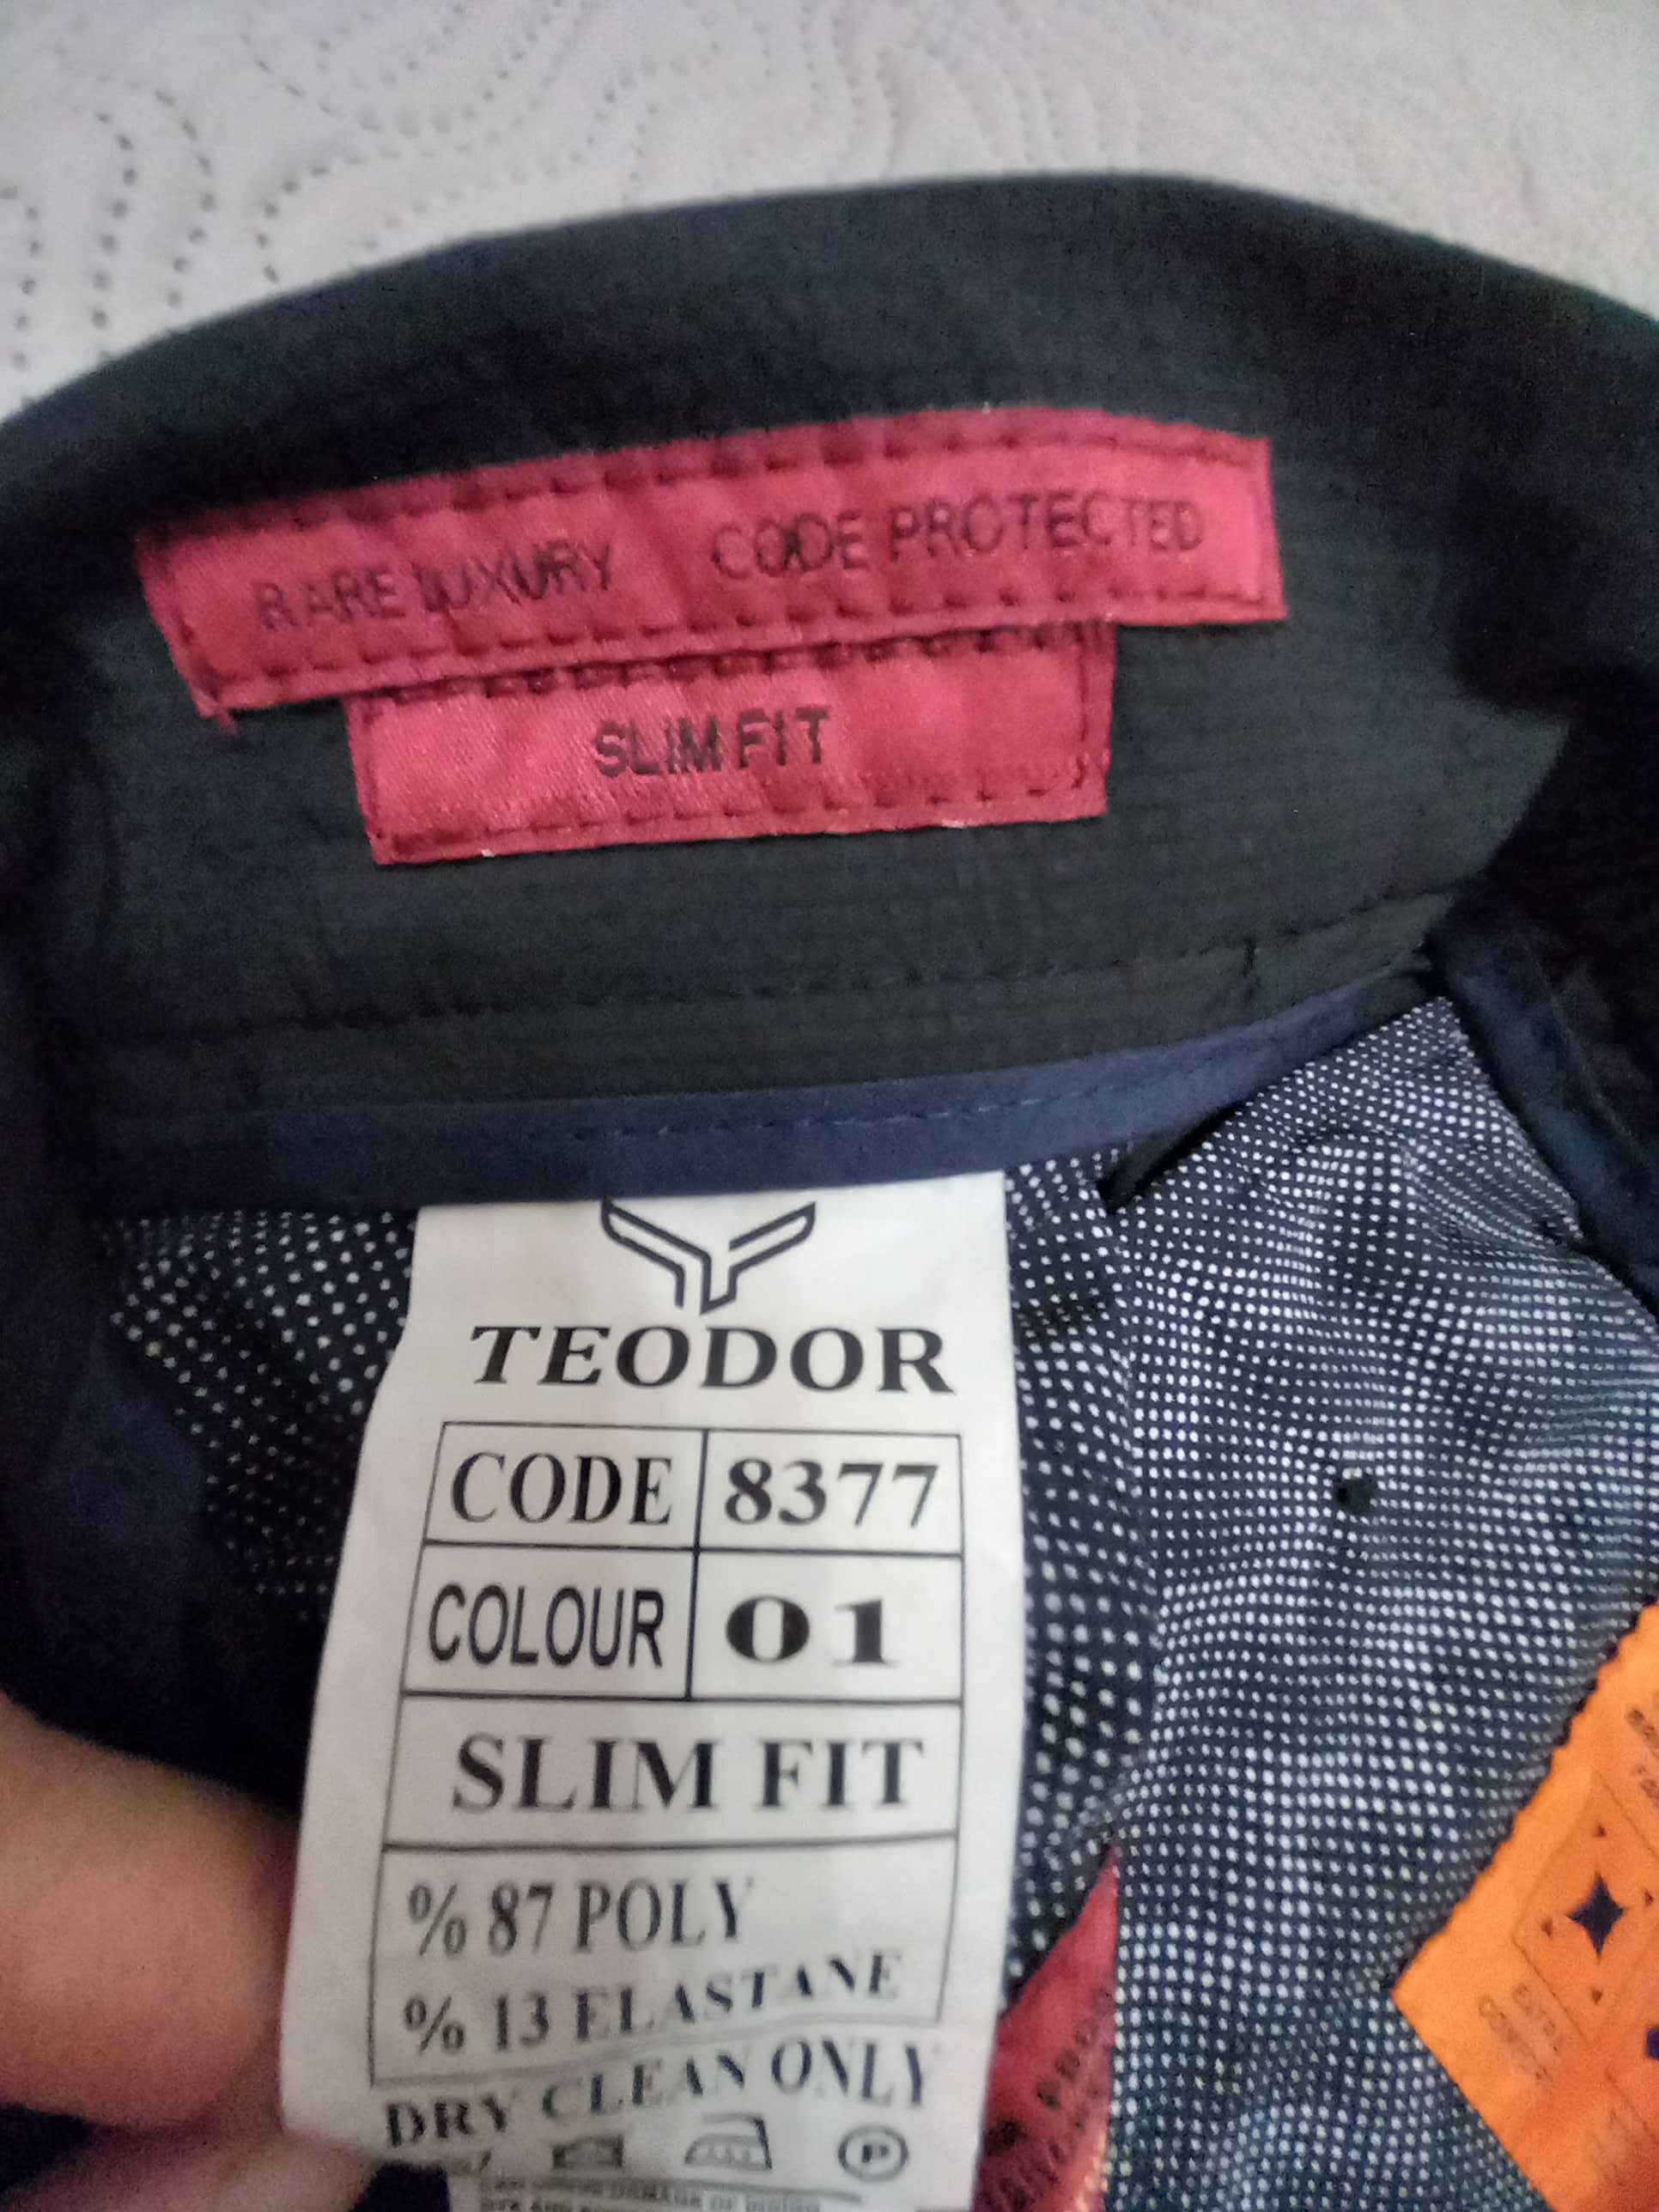 RARE LUXURY CODE PROTECTED
SLIM FIT
TEODOR
CODE 8377
COLOUR 01
SLIM FIT
% 87 POLY
% 13 ELASTANE
DRY CLEAN ONLY
P
EXTRA